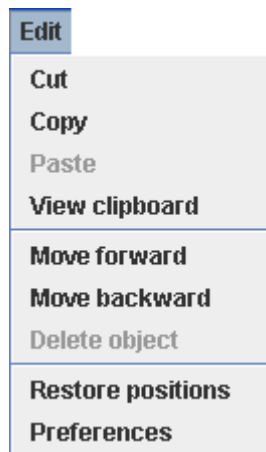 Edit
Cut
Copy
Paste
View clipboard
Move forward
Move backward
Delete object
Restore positions
Preferences